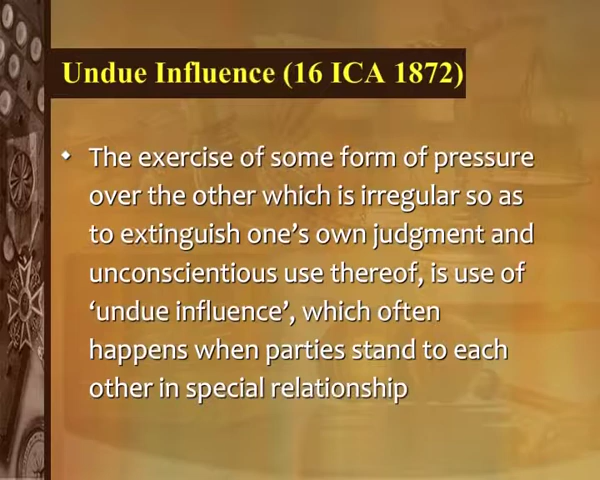 Undue Influence (16 ICA 1872)
• The exercise of some form of pressure
over the other which is irregular so as
to extinguish one’s own judgment and
unconscientious use thereof, is use of
‘undue influence’, which often
happens when parties stand to each
other in special relationship